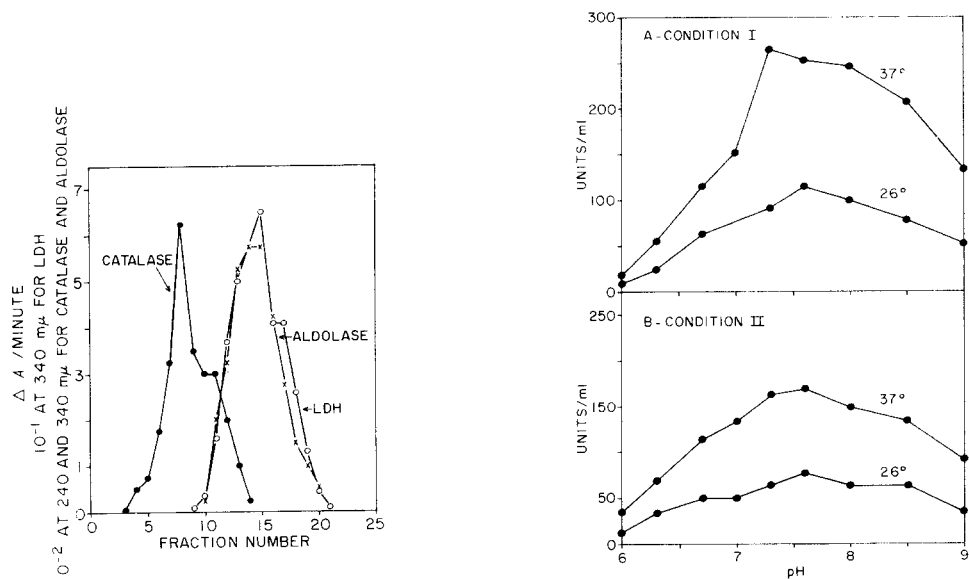 Δ A /MINUTE
10⁻¹ AT 340 mμ FOR LDH
0⁻² AT 240 AND 340 mμ FOR CATALASE AND ALDOLASE
7
5
3
1
0
CATALASE
ALDOLASE
LDH
0 5 10 15 20 25
FRACTION NUMBER
A-CONDITION I
300
200
100
50
0
UNITS/ml
37°
26°
B-CONDITION II
250
150
50
0
UNITS/ml
37°
26°
6 7 8 9
pH